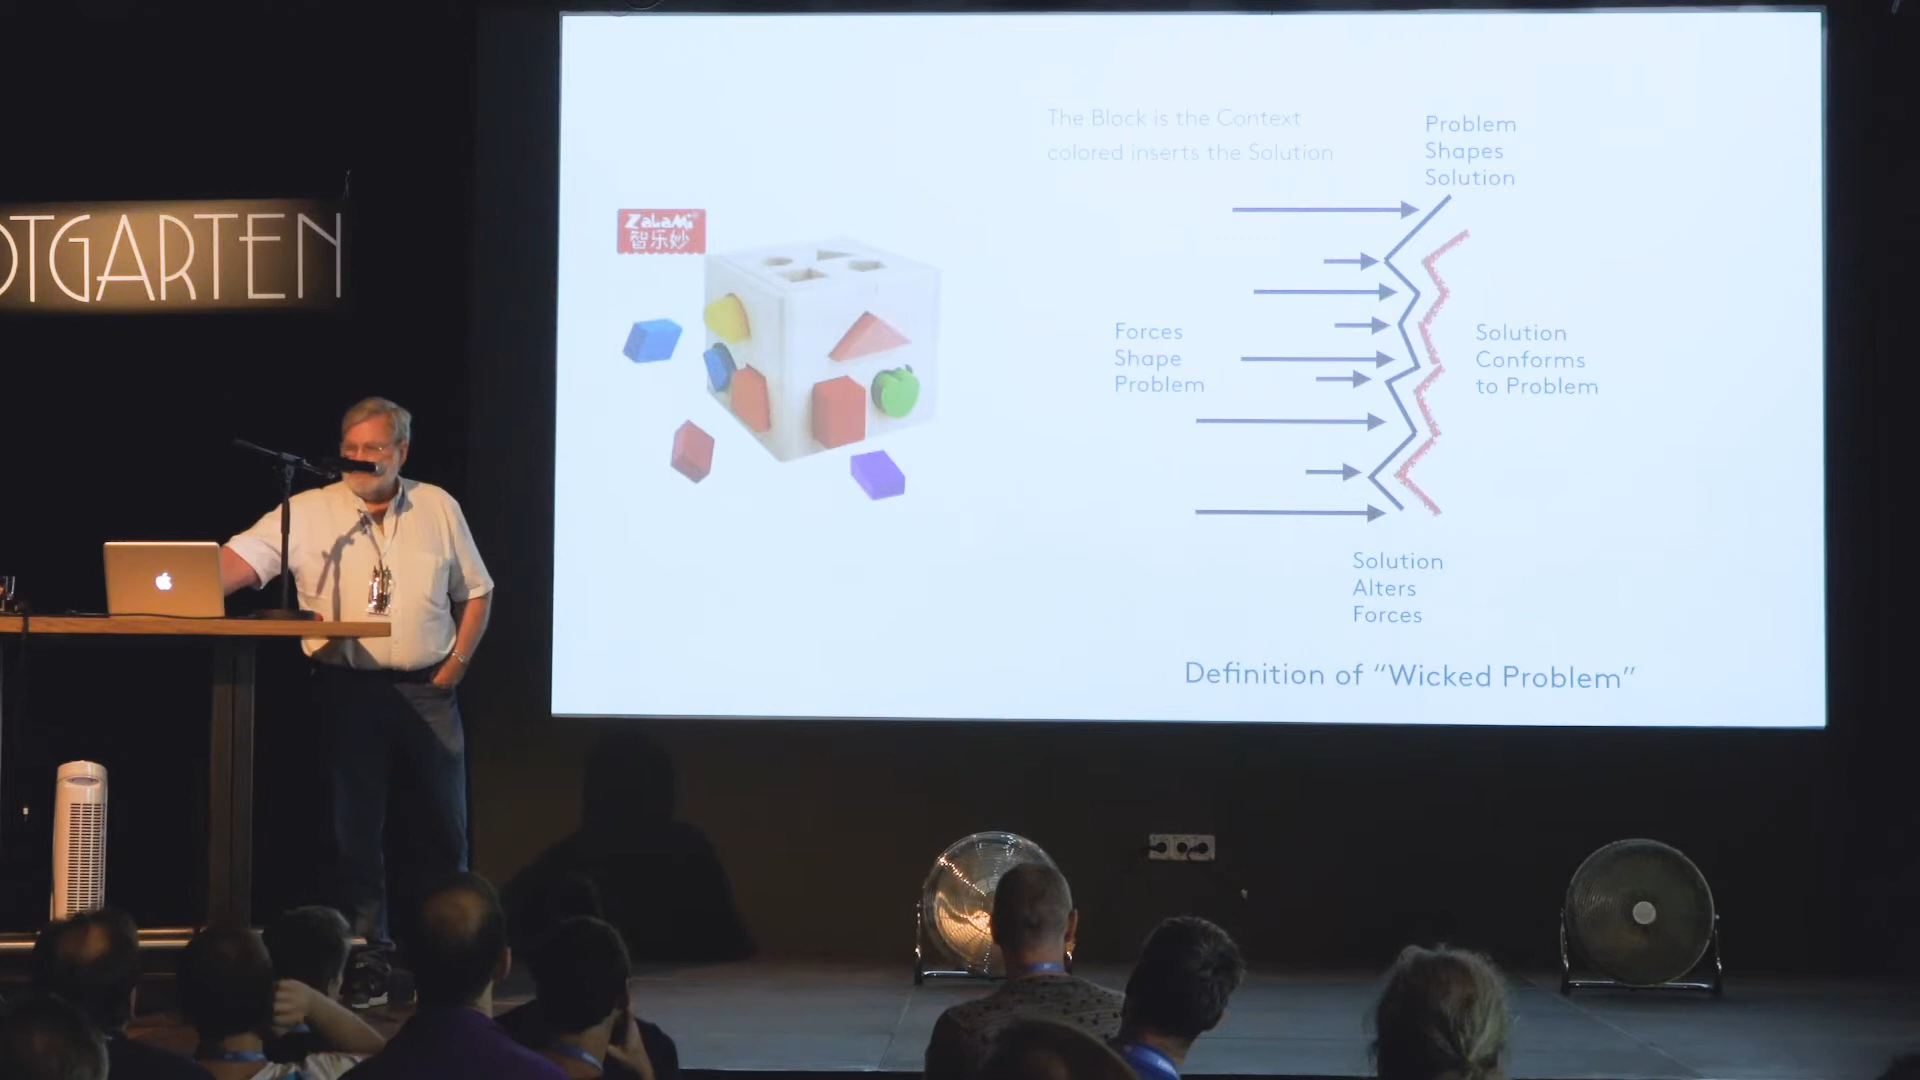 OTGARTEN
The Block is the Context
colored inserts the Solution
ZaLaMi®
智乐妙
Problem
Shapes
Solution
Forces
Shape
Problem
Solution
Conforms
to Problem
Solution
Alters
Forces
Definition of “Wicked Problem”